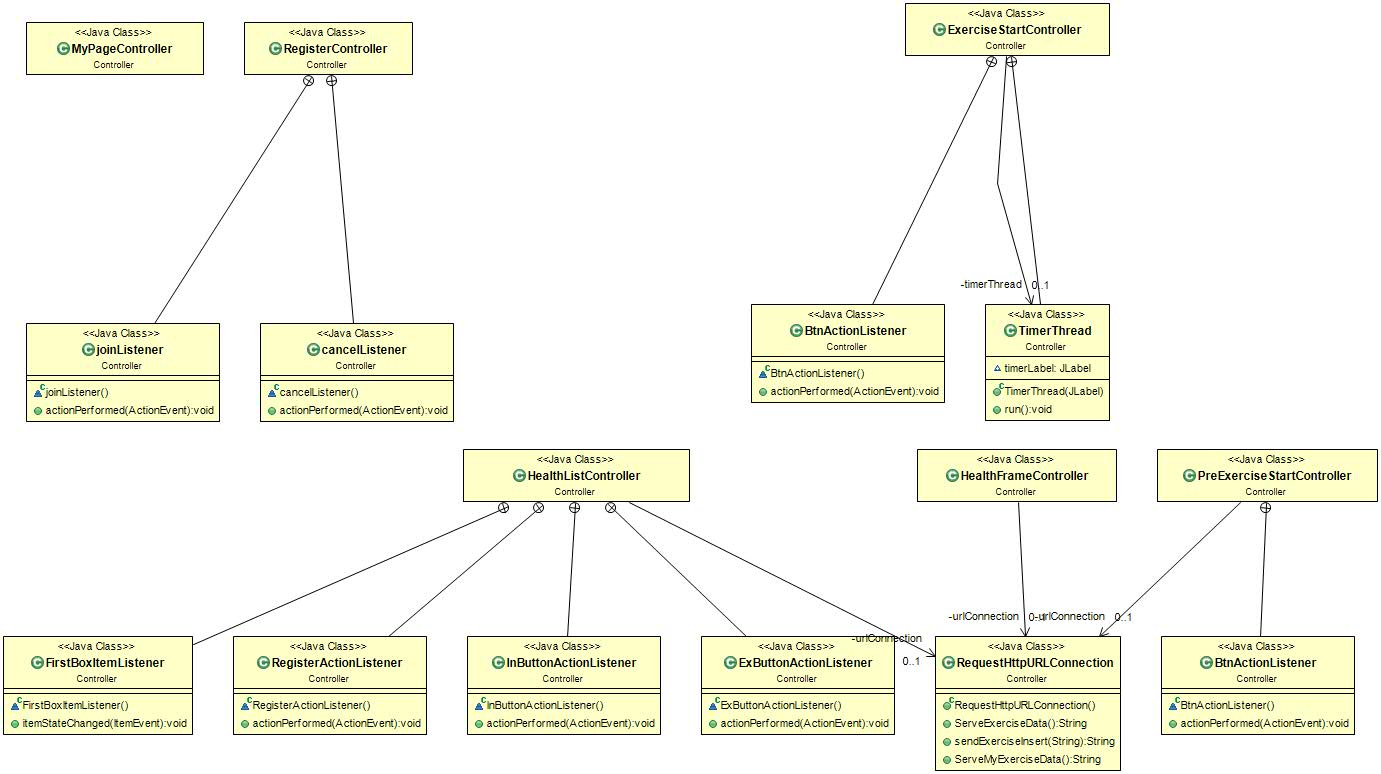 <<Java Class>>
MyPageController
Controller
<<Java Class>>
RegisterController
Controller
<<Java Class>>
ExerciseStartController
Controller
-timerThread 0..1
<<Java Class>>
joinListener
Controller
joinListener()
actionPerformed(ActionEvent):void
<<Java Class>>
cancelListener
Controller
cancelListener()
actionPerformed(ActionEvent):void
<<Java Class>>
BtnActionListener
Controller
BtnActionListener()
actionPerformed(ActionEvent):void
<<Java Class>>
TimerThread
Controller
timerLabel: JLabel
TimerThread(JLabel)
run():void
<<Java Class>>
HealthListController
Controller
<<Java Class>>
HealthFrameController
Controller
<<Java Class>>
PreExerciseStartController
Controller
-urlConnection 0..1
-urlConnection 0..1
-urlConnection
0..1
<<Java Class>>
FirstBoxItemListener
Controller
FirstBoxItemListener()
itemStateChanged(ItemEvent):void
<<Java Class>>
RegisterActionListener
Controller
RegisterActionListener()
actionPerformed(ActionEvent):void
<<Java Class>>
InButtonActionListener
Controller
InButtonActionListener()
actionPerformed(ActionEvent):void
<<Java Class>>
ExButtonActionListener
Controller
ExButtonActionListener()
actionPerformed(ActionEvent):void
<<Java Class>>
RequestHttpURLConnection
Controller
RequestHttpURLConnection()
ServeExerciseData():String
sendExerciseInsert(String):String
ServeMyExerciseData():String
<<Java Class>>
BtnActionListener
Controller
BtnActionListener()
actionPerformed(ActionEvent):void